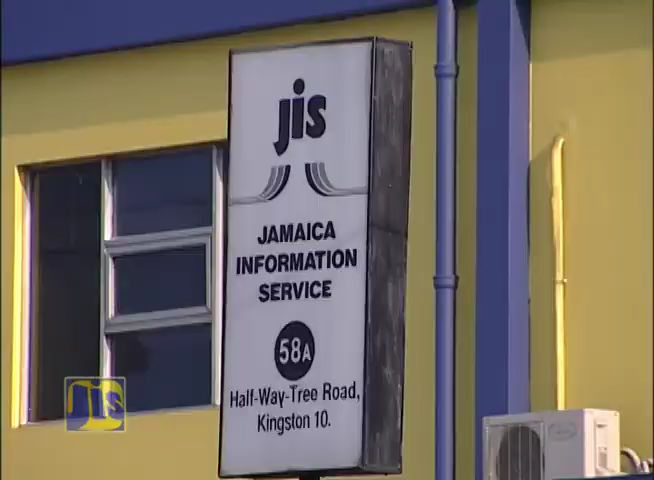 jis
JAMAICA
INFORMATION
SERVICE
58A
Half-Way-Tree Road,
Kingston 10.
jis